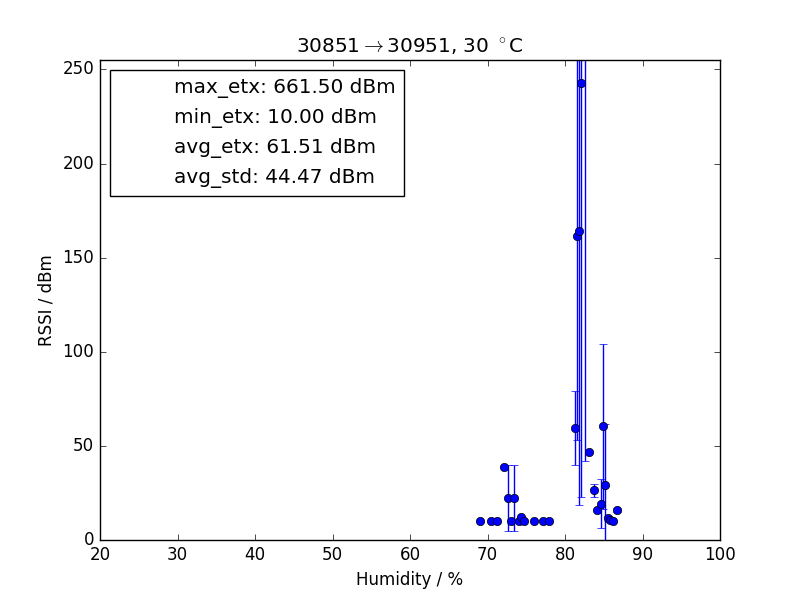 30851→30951, 30 °C
max_etx: 661.50 dBm
min_etx: 10.00 dBm
avg_etx: 61.51 dBm
avg_std: 44.47 dBm
250
200
150
100
50
0
RSSI / dBm
20 30 40 50 60 70 80 90 100
Humidity / %